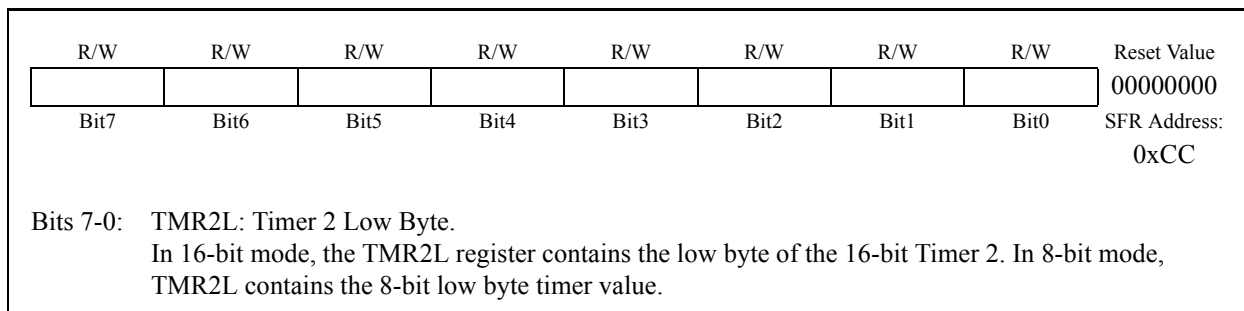 R/W R/W R/W R/W R/W R/W R/W R/W Reset Value
00000000
Bit7 Bit6 Bit5 Bit4 Bit3 Bit2 Bit1 Bit0 SFR Address:
0xCC
Bits 7-0: TMR2L: Timer 2 Low Byte.
In 16-bit mode, the TMR2L register contains the low byte of the 16-bit Timer 2. In 8-bit mode,
TMR2L contains the 8-bit low byte timer value.